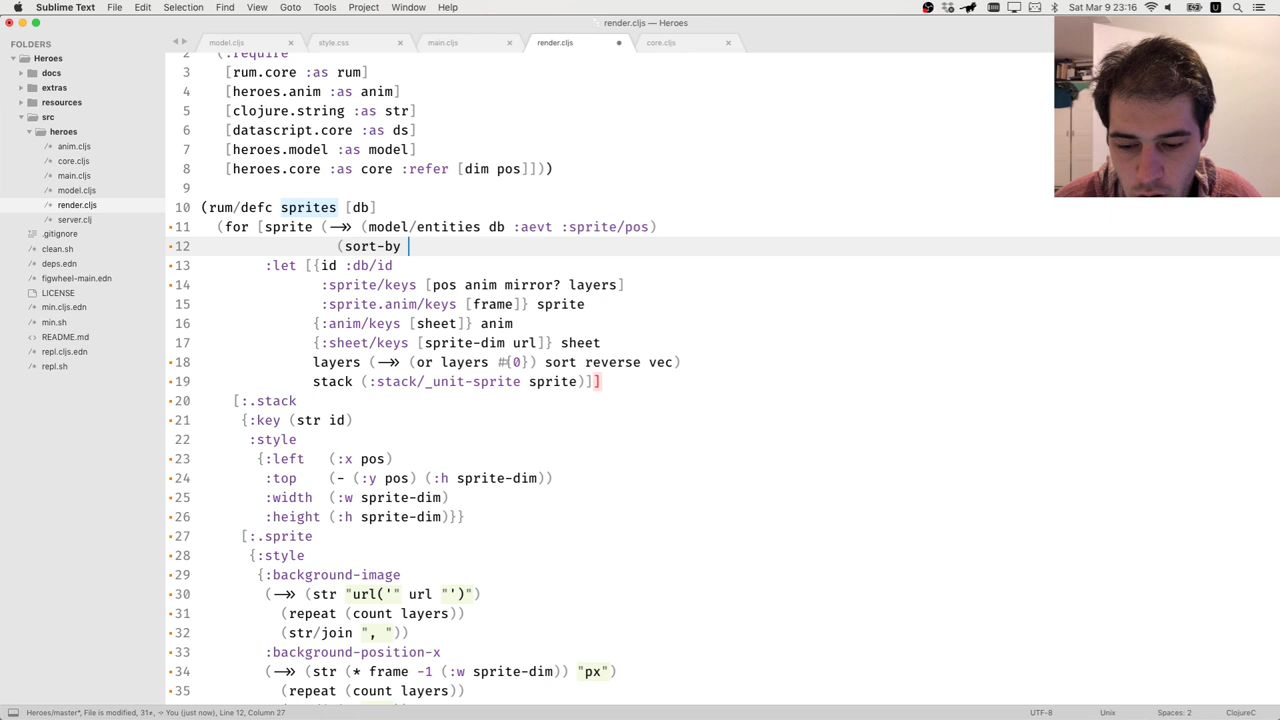 Sublime Text File Edit Selection Find View Goto Tools Project Window Help Sat Mar 9 23:16
render.cljs — Heroes
FOLDERS
Heroes
docs
extras
resources
src
heroes
anim.cljs
core.cljs
main.cljs
model.cljs
render.cljs
server.clj
.gitignore
clean.sh
deps.edn
figwheel-main.edn
LICENSE
min.cljs.edn
min.sh
README.md
repl.cljs.edn
repl.sh
model.cljs style.css main.cljs render.cljs core.cljs
2 (:require
3 [rum.core :as rum]
4 [heroes.anim :as anim]
5 [clojure.string :as str]
6 [datascript.core :as ds]
7 [heroes.model :as model]
8 [heroes.core :as core :refer [dim pos]]))
9
10 (rum/defc sprites [db]
11 (for [sprite (->> (model/entities db :aevt :sprite/pos)
12 (sort-by
13 :let [{id :db/id
14 :sprite/keys [pos anim mirror? layers]
15 :sprite.anim/keys [frame]} sprite
16 {:anim/keys [sheet]} anim
17 {:sheet/keys [sprite-dim url]} sheet
18 layers (->> (or layers #{0}) sort reverse vec)
19 stack (:stack/_unit-sprite sprite)]]
20 [:.stack
21 {:key (str id)
22 :style
23 {:left (:x pos)
24 :top (- (:y pos) (:h sprite-dim))
25 :width (:w sprite-dim)
26 :height (:h sprite-dim)}}
27 [:.sprite
28 {:style
29 {:background-image
30 (->> (str "url('" url "')")
31 (repeat (count layers))
32 (str/join ", "))
33 :background-position-x
34 (->> (str (* frame -1 (:w sprite-dim)) "px")
35 (repeat (count layers))
Heroes/master*, File is modified, 31≠, ⊹ You (just now), Line 12, Column 27 UTF-8 Unix Spaces: 2 ClojureC